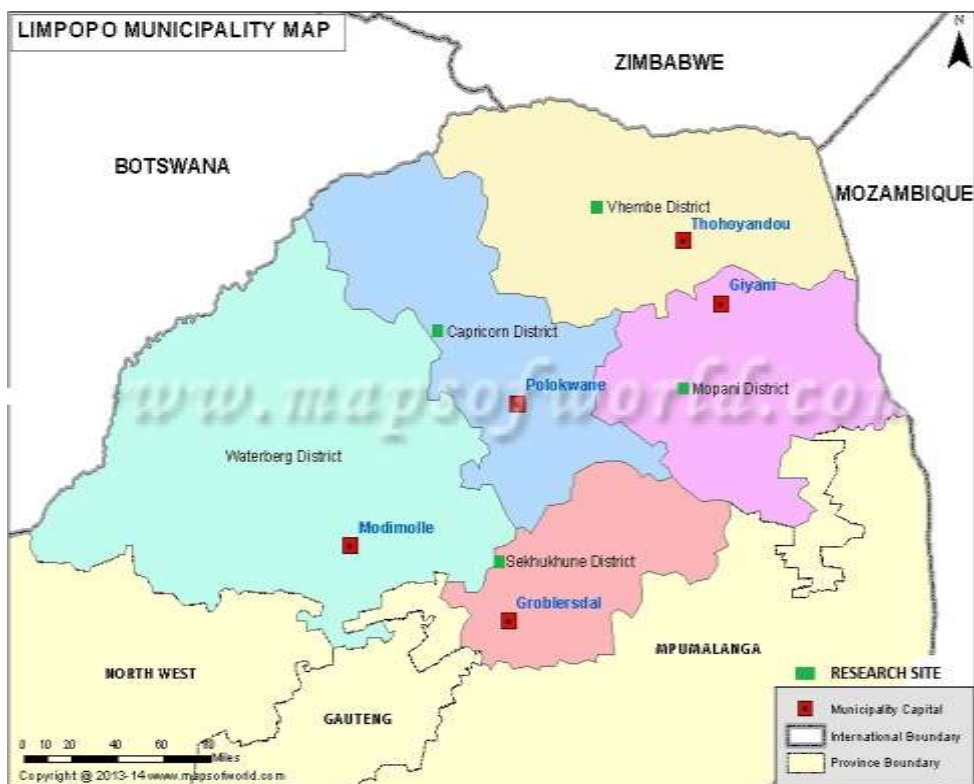 LIMPOPO MUNICIPALITY MAP
N
ZIMBABWE
BOTSWANA
MOZAMBIQUE
Vhembe District
Thohoyandou
Giyani
Capricorn District
Polokwane
Mopani District
www.mapsofworld.com
Waterberg District
Modimolle
Sekhukhune District
Groblersdal
MPUMALANGA
NORTH WEST
GAUTENG
RESEARCH SITE
Municipality Capital
International Boundary
Province Boundary
0 10 20 40 60 80
Miles
Copyright @ 2013-14 www.mapsofworld.com